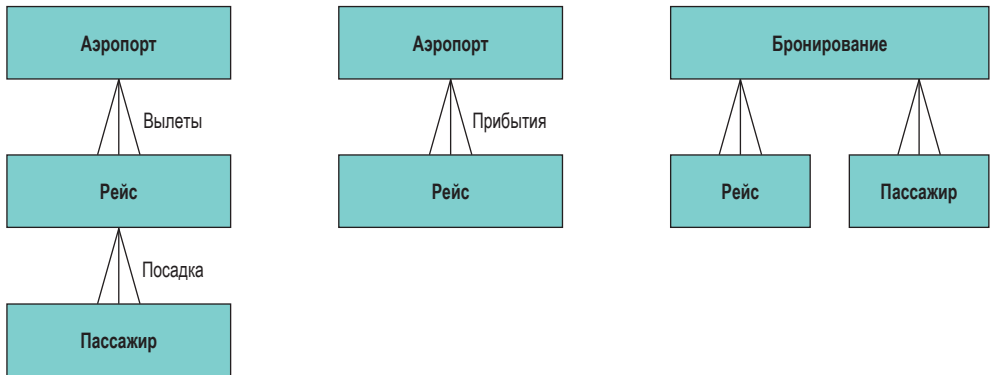 Аэропорт
Вылеты
Рейс
Посадка
Пассажир
Аэропорт
Прибытия
Рейс
Бронирование
Рейс
Пассажир